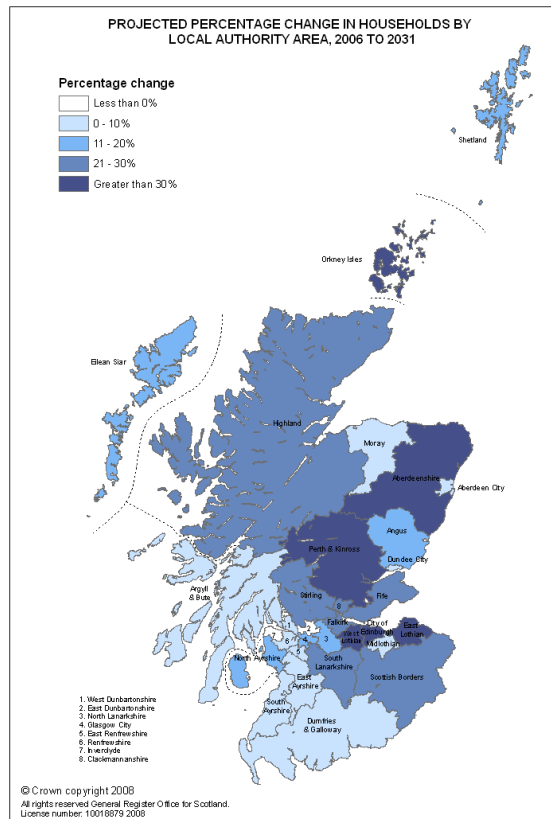 PROJECTED PERCENTAGE CHANGE IN HOUSEHOLDS BY
LOCAL AUTHORITY AREA, 2006 TO 2031
Percentage change
Less than 0%
0 - 10%
11 - 20%
21 - 30%
Greater than 30%
Shetland
Orkney Isles
Eilean Siar
Highland
Moray
Aberdeenshire
Aberdeen City
Angus
Perth & Kinross
Dundee City
Argyll
& Bute
Stirling
8
Fife
Falkirk
City of
Edinburgh
East
Lothian
West
Lothian
Midlothian
1
2
3
4
5
6
North Ayrshire
South
Lanarkshire
East
Ayrshire
Scottish Borders
South
Ayrshire
Dumfries
& Galloway
1. West Dunbartonshire
2. East Dunbartonshire
3. North Lanarkshire
4. Glasgow City
5. East Renfrewshire
6. Renfrewshire
7. Inverclyde
8. Clackmannanshire
© Crown copyright 2008
All rights reserved General Register Office for Scotland.
License number: 10018879 2008